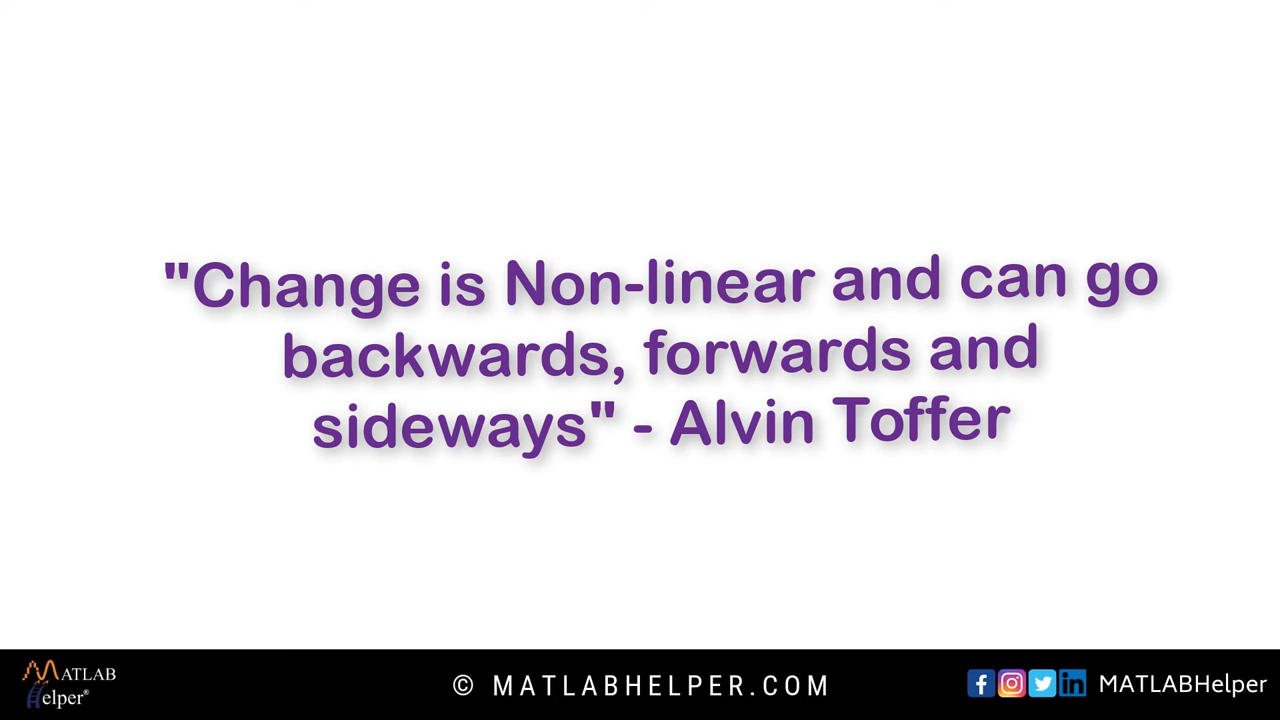 "Change is Non-linear and can go
backwards, forwards and
sideways" - Alvin Toffer
MATLAB
Helper®
© MATLABHELPER.COM
MATLABHelper